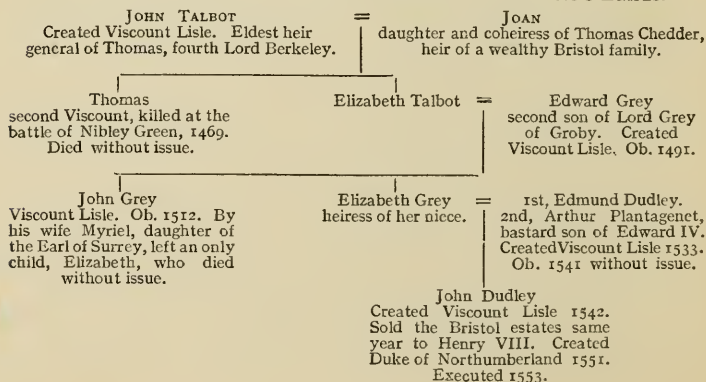 JOHN TALBOT = JOAN
Created Viscount Lisle. Eldest heir
general of Thomas, fourth Lord Berkeley.
daughter and coheiress of Thomas Chedder,
heir of a wealthy Bristol family.
Thomas
second Viscount, killed at the
battle of Nibley Green, 1469.
Died without issue.
Elizabeth Talbot = Edward Grey
second son of Lord Grey
of Groby. Created
Viscount Lisle. Ob. 1491.
John Grey
Viscount Lisle. Ob. 1512. By
his wife Myriel, daughter of
the Earl of Surrey, left an only
child, Elizabeth, who died
without issue.
Elizabeth Grey =
heiress of her niece.
1st, Edmund Dudley.
2nd, Arthur Plantagenet,
bastard son of Edward IV.
Created Viscount Lisle 1533.
Ob. 1541 without issue.
John Dudley
Created Viscount Lisle 1542.
Sold the Bristol estates same
year to Henry VIII. Created
Duke of Northumberland 1551.
Executed 1553.